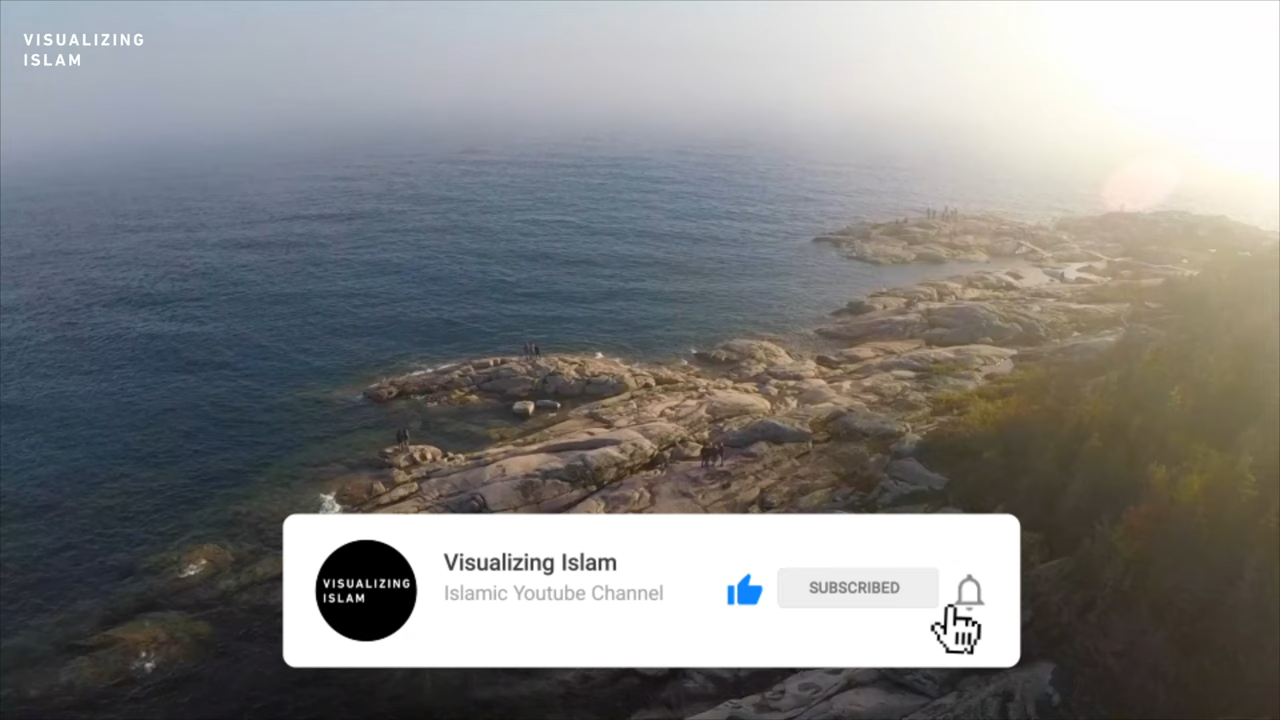 VISUALIZING
ISLAM
VISUALIZING
ISLAM
Visualizing Islam
Islamic Youtube Channel
SUBSCRIBED